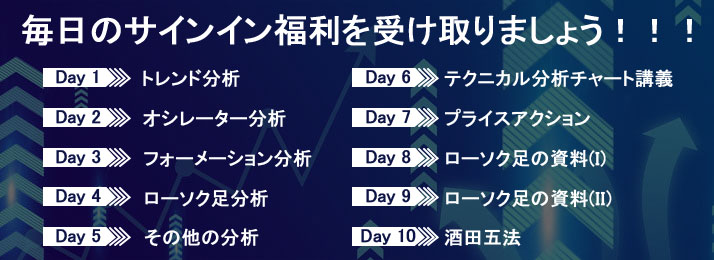 毎日のサインイン福利を受け取りましょう！！！
Day 1 トレンド分析
Day 2 オシレーター分析
Day 3 フォーメーション分析
Day 4 ローソク足分析
Day 5 その他の分析
Day 6 テクニカル分析チャート講義
Day 7 プライスアクション
Day 8 ローソク足の資料(I)
Day 9 ローソク足の資料(II)
Day 10 酒田五法